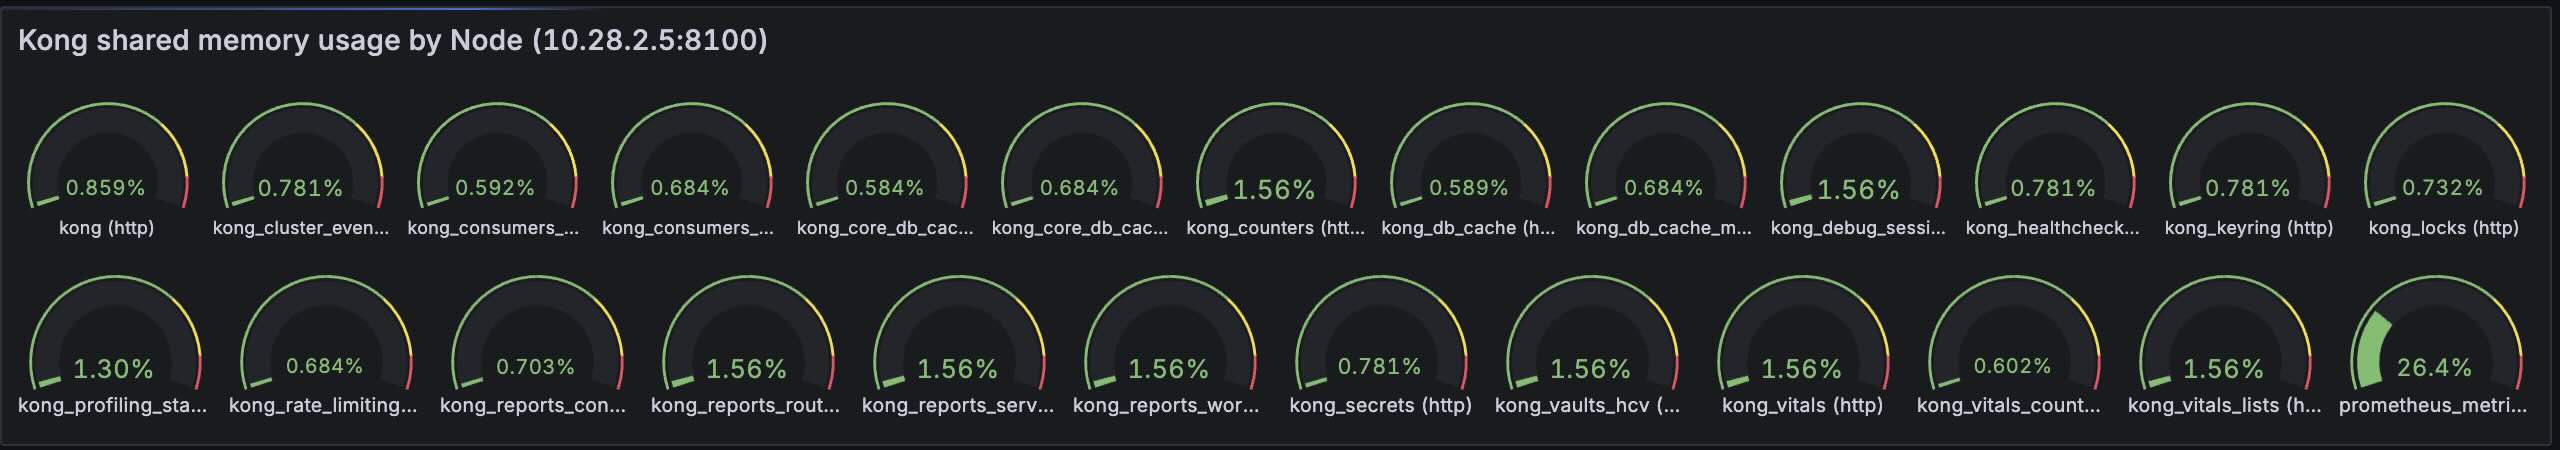 Kong shared memory usage by Node (10.28.2.5:8100)
0.859% 0.781% 0.592% 0.684% 0.584% 0.684% 1.56% 0.589% 0.684% 1.56% 0.781% 0.781% 0.732%
kong (http) kong_cluster_even... kong_consumers_... kong_consumers_... kong_core_db_cac... kong_core_db_cac... kong_counters (htt... kong_db_cache (h... kong_db_cache_m... kong_debug_sessi... kong_healthcheck... kong_keyring (http) kong_locks (http)
1.30% 0.684% 0.703% 1.56% 1.56% 1.56% 0.781% 1.56% 1.56% 0.602% 1.56% 26.4%
kong_profiling_sta... kong_rate_limiting... kong_reports_con... kong_reports_rout... kong_reports_serv... kong_reports_wor... kong_secrets (http) kong_vaults_hcv (... kong_vitals (http) kong_vitals_count... kong_vitals_lists (h... prometheus_metri...